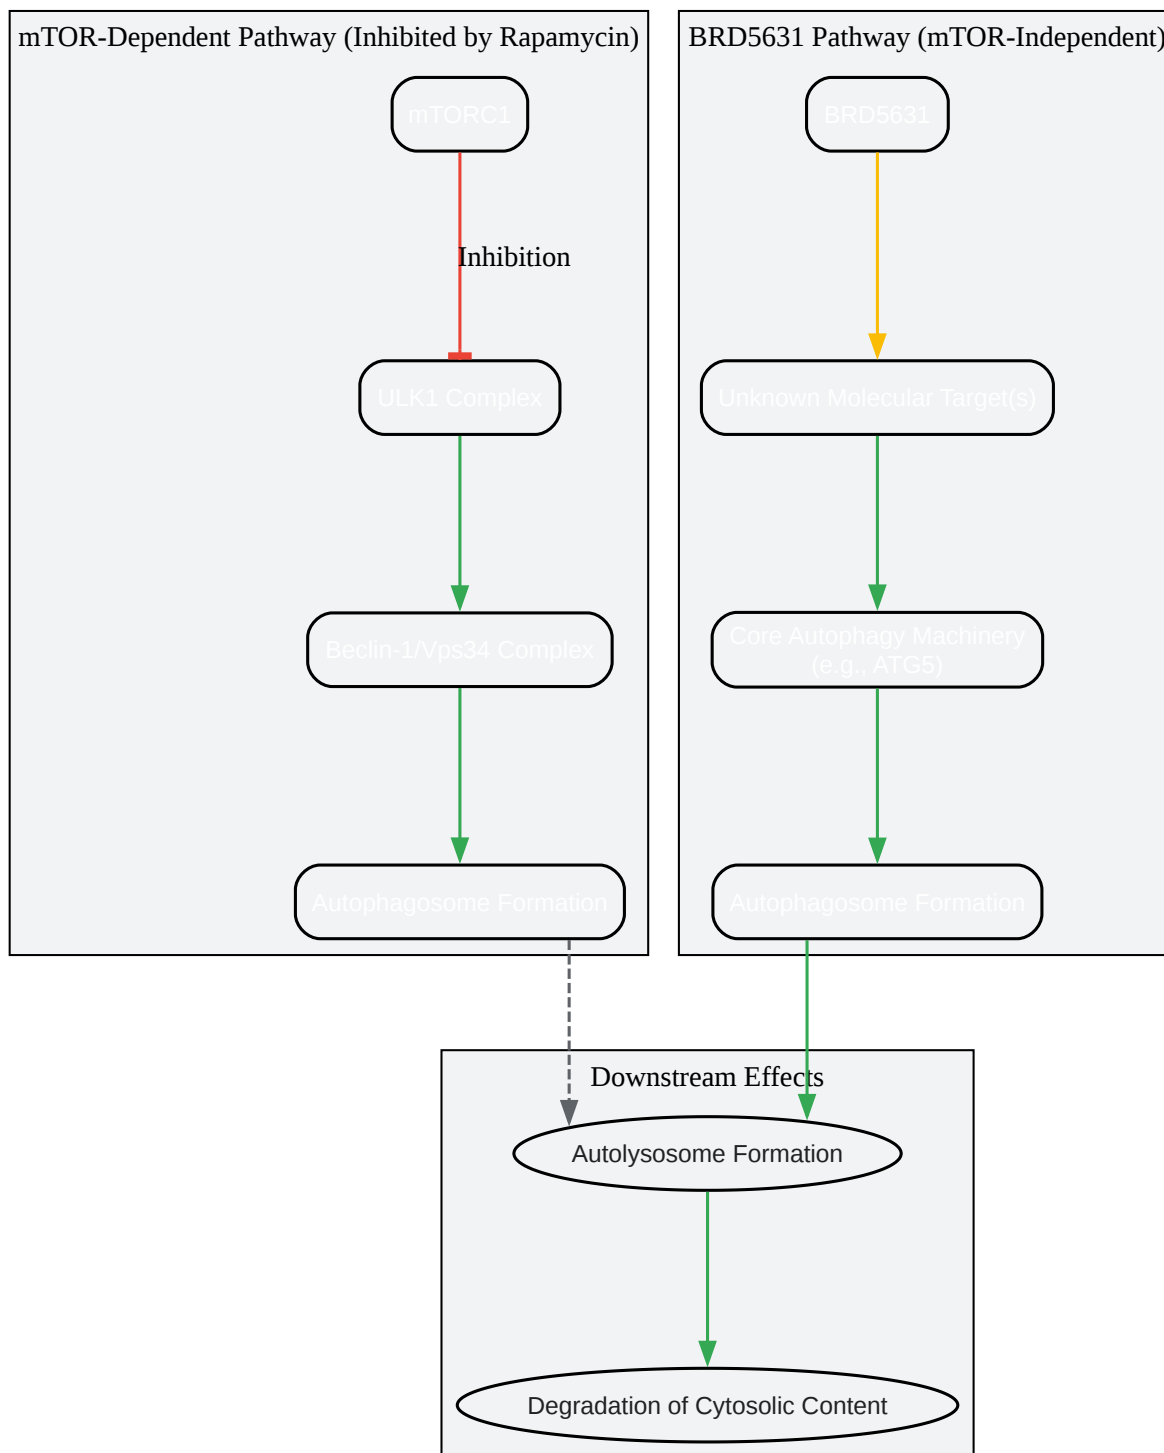 mTOR-Dependent Pathway (Inhibited by Rapamycin)
mTORC1
Inhibition
ULK1 Complex
Beclin-1/Vps34 Complex
Autophagosome Formation
BRD5631 Pathway (mTOR-Independent)
BRD5631
Unknown Molecular Target(s)
Core Autophagy Machinery
(e.g., ATG5)
Autophagosome Formation
Downstream Effects
Autolysosome Formation
Degradation of Cytosolic Content